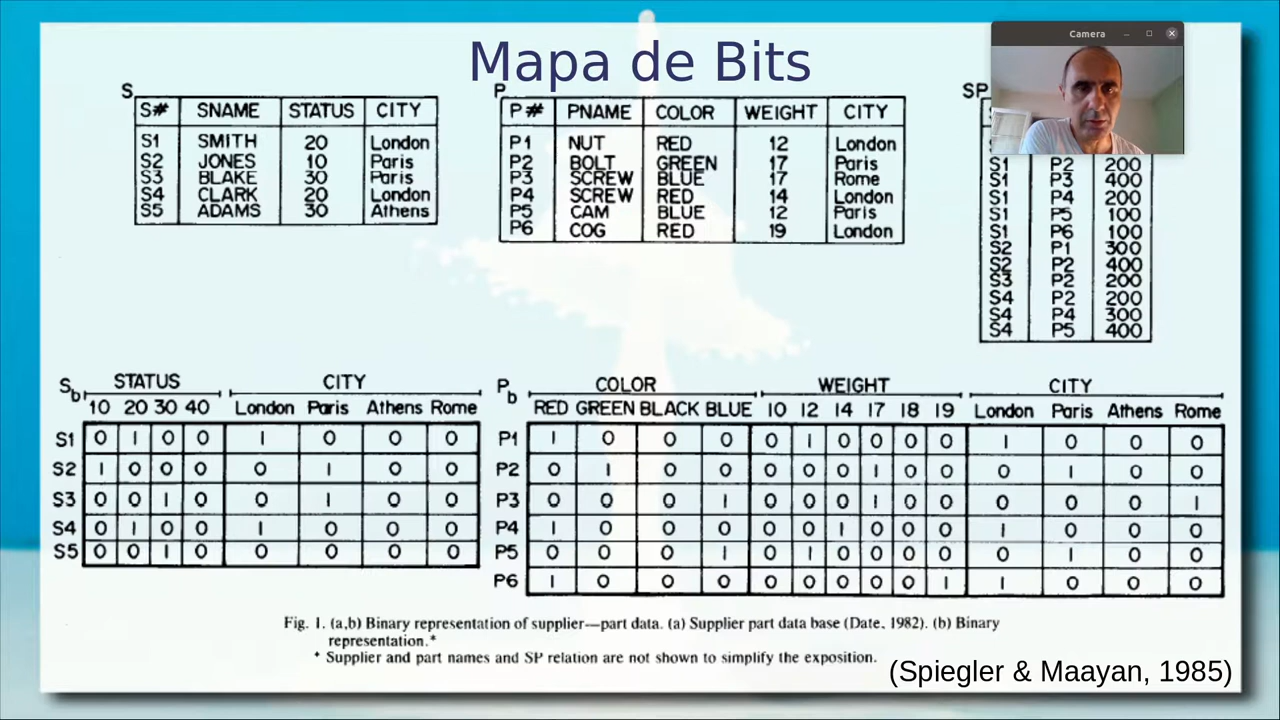 Camera
Mapa de Bits
S
S# SNAME STATUS CITY
S1 SMITH 20 London
S2 JONES 10 Paris
S3 BLAKE 30 Paris
S4 CLARK 20 London
S5 ADAMS 30 Athens
P
P# PNAME COLOR WEIGHT CITY
P1 NUT RED 12 London
P2 BOLT GREEN 17 Paris
P3 SCREW BLUE 17 Rome
P4 SCREW RED 14 London
P5 CAM BLUE 12 Paris
P6 COG RED 19 London
SP
S1 P2 200
S1 P3 400
S1 P4 200
S1 P5 100
S1 P6 100
S2 P1 300
S2 P2 400
S3 P2 200
S4 P2 200
S4 P4 300
S4 P5 400
Sb STATUS CITY
10 20 30 40 London Paris Athens Rome
S1 0 1 0 0 1 0 0 0
S2 1 0 0 0 0 1 0 0
S3 0 0 1 0 0 1 0 0
S4 0 1 0 0 1 0 0 0
S5 0 0 1 0 0 0 0 0
Pb COLOR WEIGHT CITY
RED GREEN BLACK BLUE 10 12 14 17 18 19 London Paris Athens Rome
P1 1 0 0 0 0 1 0 0 0 0 1 0 0 0
P2 0 1 0 0 0 0 0 1 0 0 0 1 0 0
P3 0 0 0 1 0 0 0 1 0 0 0 0 0 1
P4 1 0 0 0 0 0 1 0 0 0 1 0 0 0
P5 0 0 0 1 0 1 0 0 0 0 0 1 0 0
P6 1 0 0 0 0 0 0 0 0 1 1 0 0 0
Fig. 1. (a,b) Binary representation of supplier—part data. (a) Supplier part data base (Date, 1982). (b) Binary
representation.*
* Supplier and part names and SP relation are not shown to simplify the exposition.
(Spiegler & Maayan, 1985)